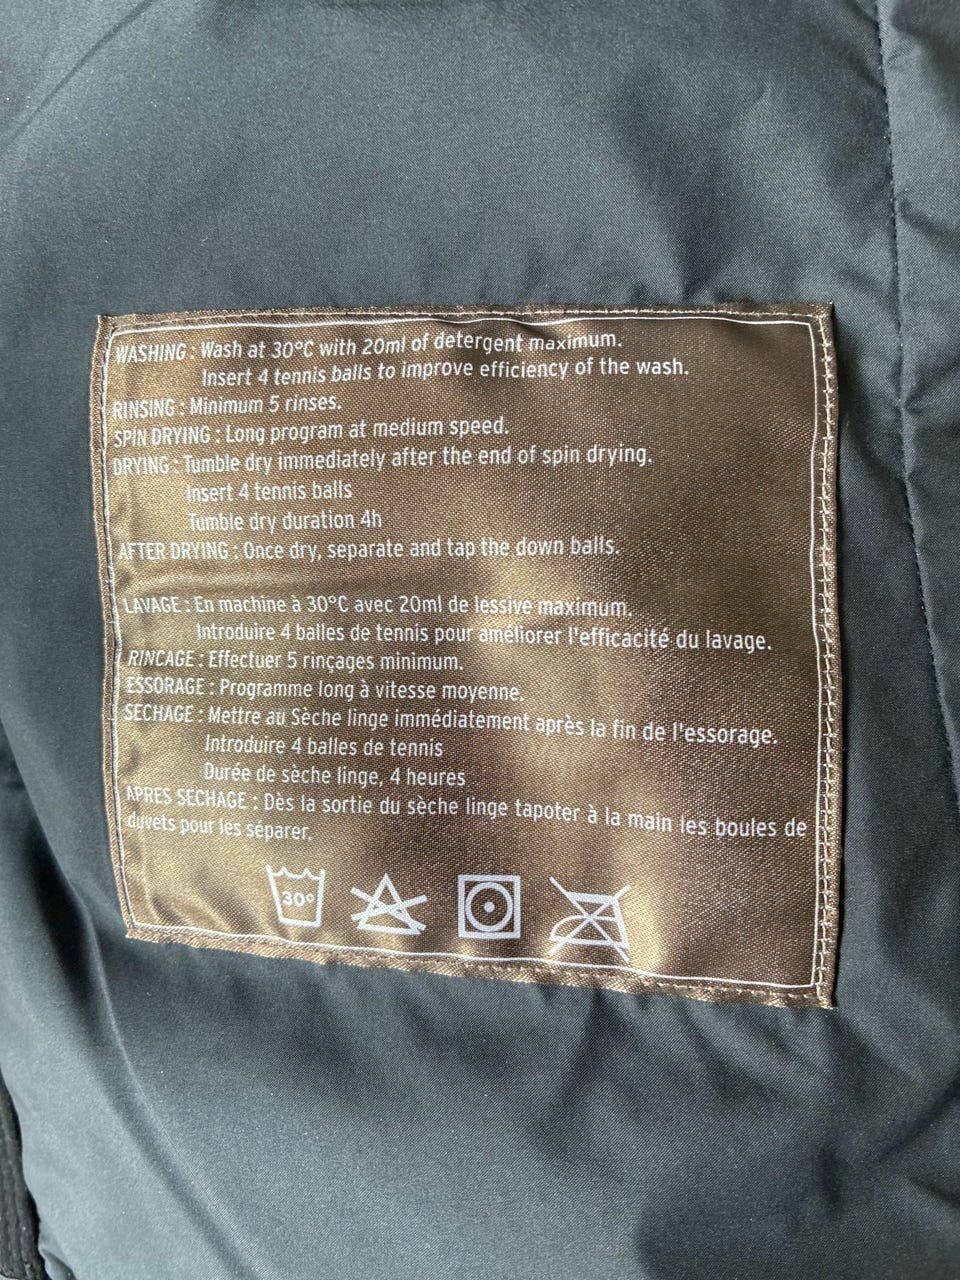 WASHING : Wash at 30°C with 20ml of detergent maximum.
Insert 4 tennis balls to improve efficiency of the wash.
RINSING : Minimum 5 rinses.
SPIN DRYING : Long program at medium speed.
DRYING : Tumble dry immediately after the end of spin drying.
Insert 4 tennis balls
Tumble dry duration 4h
AFTER DRYING : Once dry, separate and tap the down balls.
LAVAGE : En machine à 30°C avec 20ml de lessive maximum.
Introduire 4 balles de tennis pour améliorer l'efficacité du lavage.
RINCAGE : Effectuer 5 rinçages minimum.
ESSORAGE : Programme long à vitesse moyenne.
SECHAGE : Mettre au Sèche linge immédiatement après la fin de l'essorage.
Introduire 4 balles de tennis
Durée de sèche linge, 4 heures
APRES SECHAGE : Dès la sortie du sèche linge tapoter à la main les boules de
duvets pour les séparer.
30°